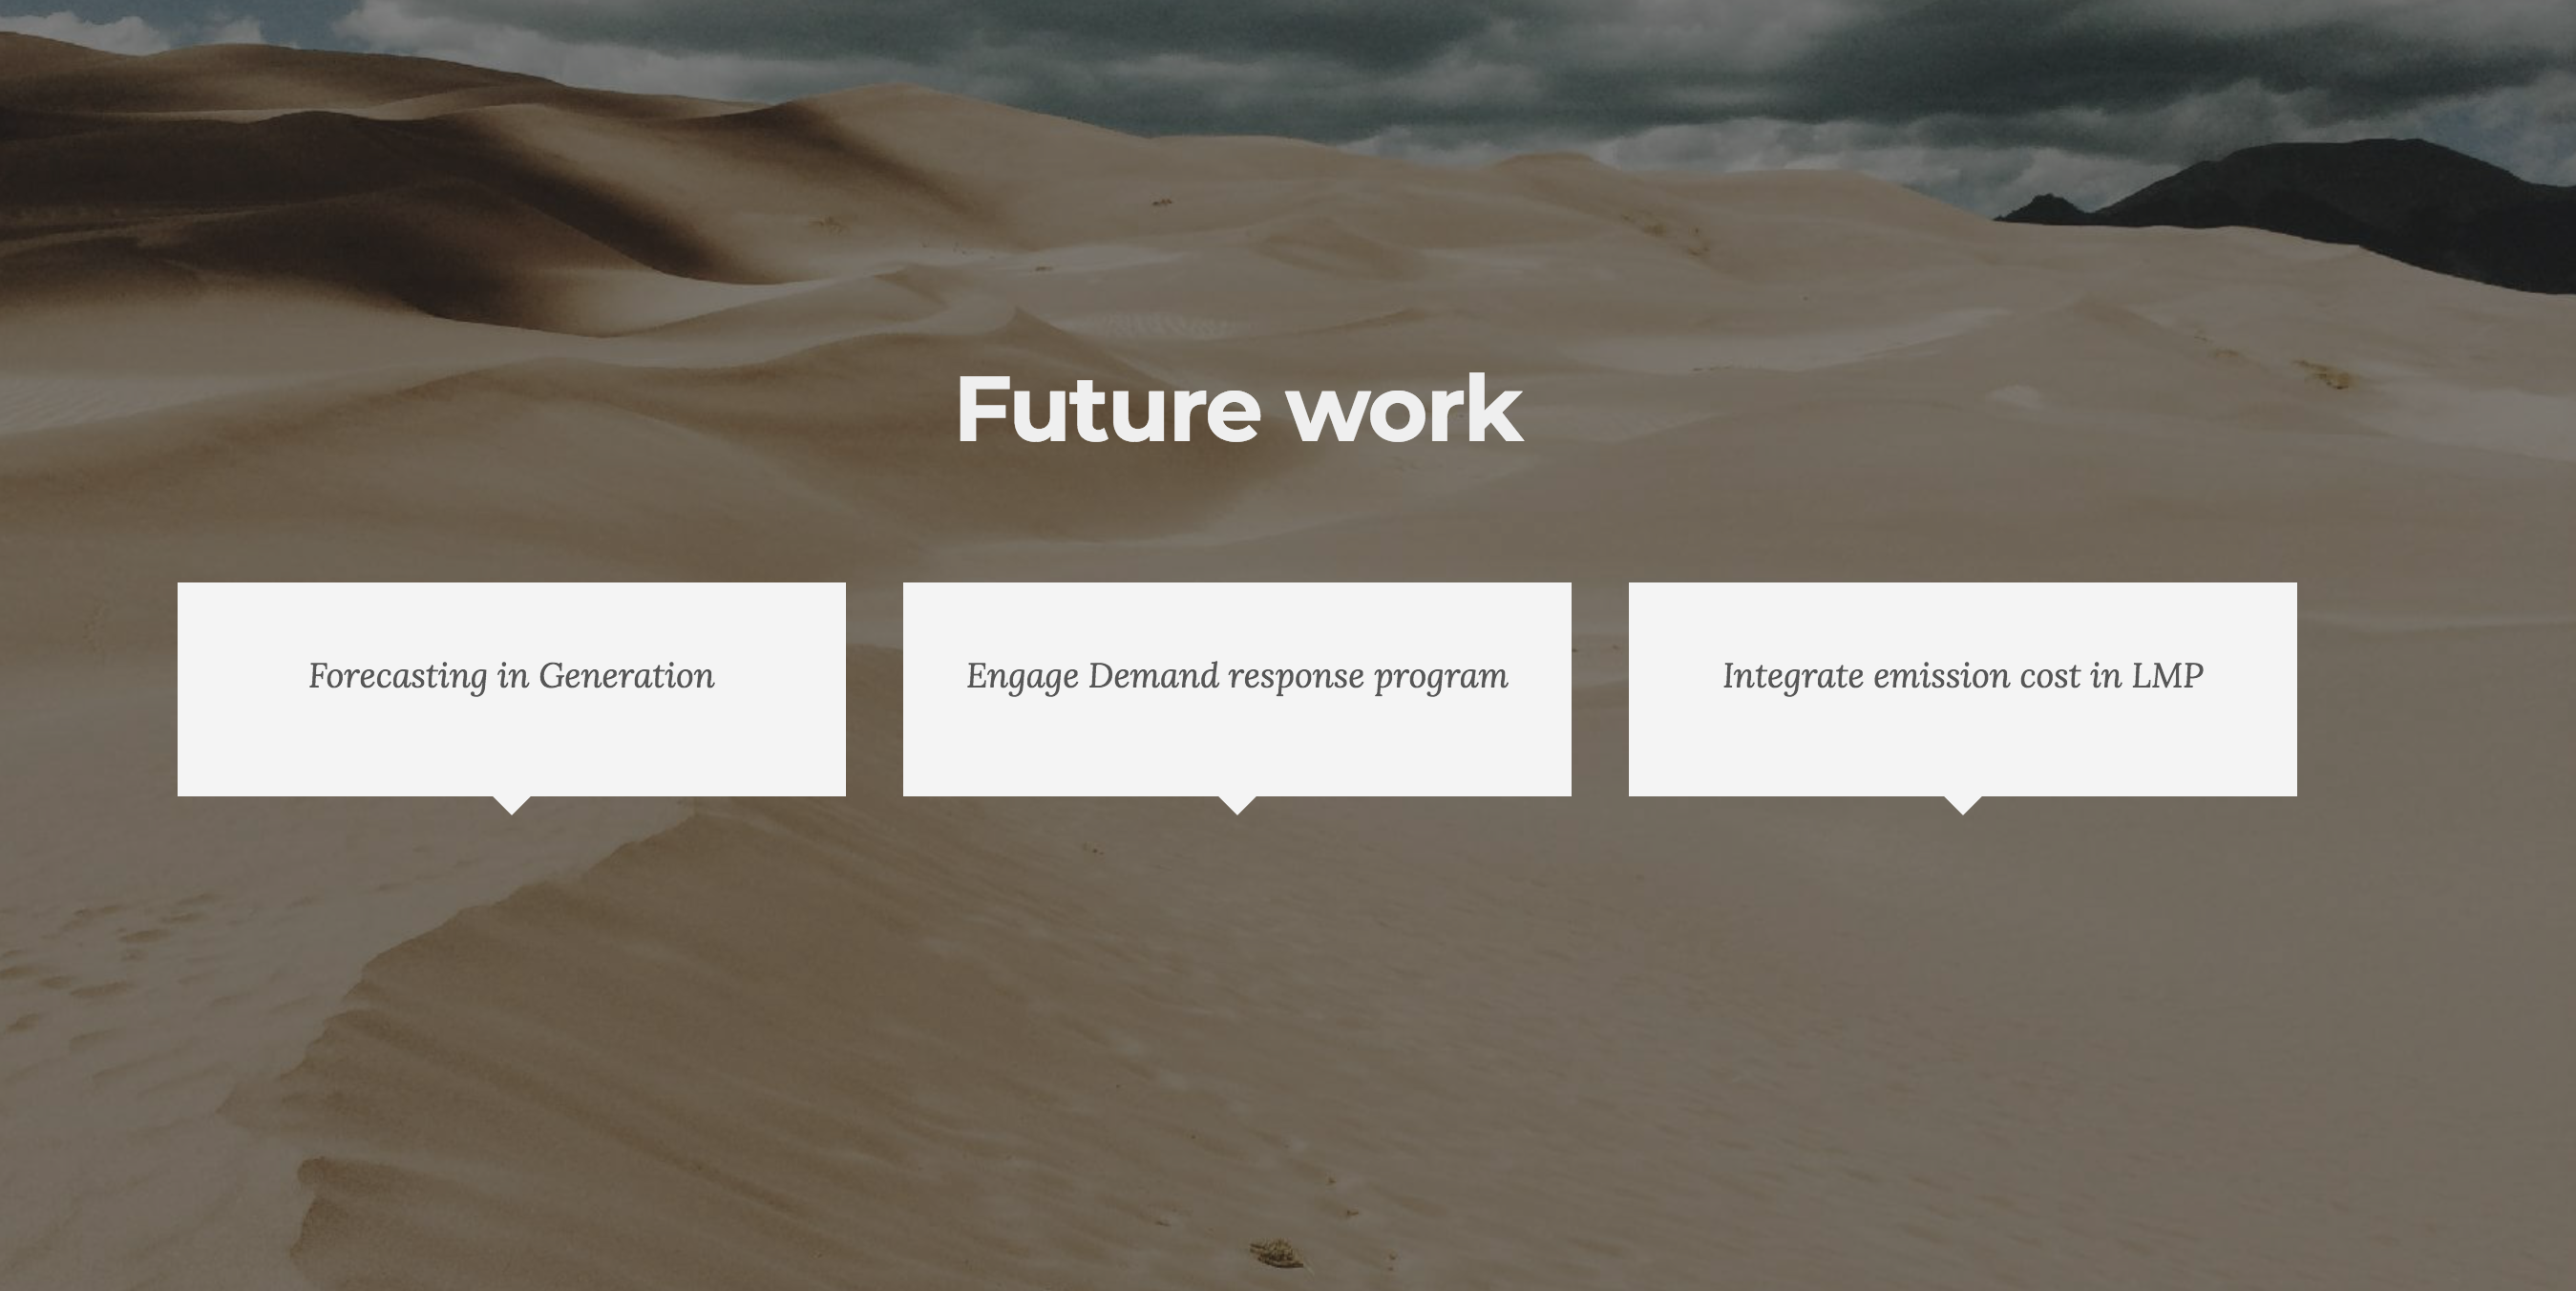 Future work
Forecasting in Generation
Engage Demand response program
Integrate emission cost in LMP